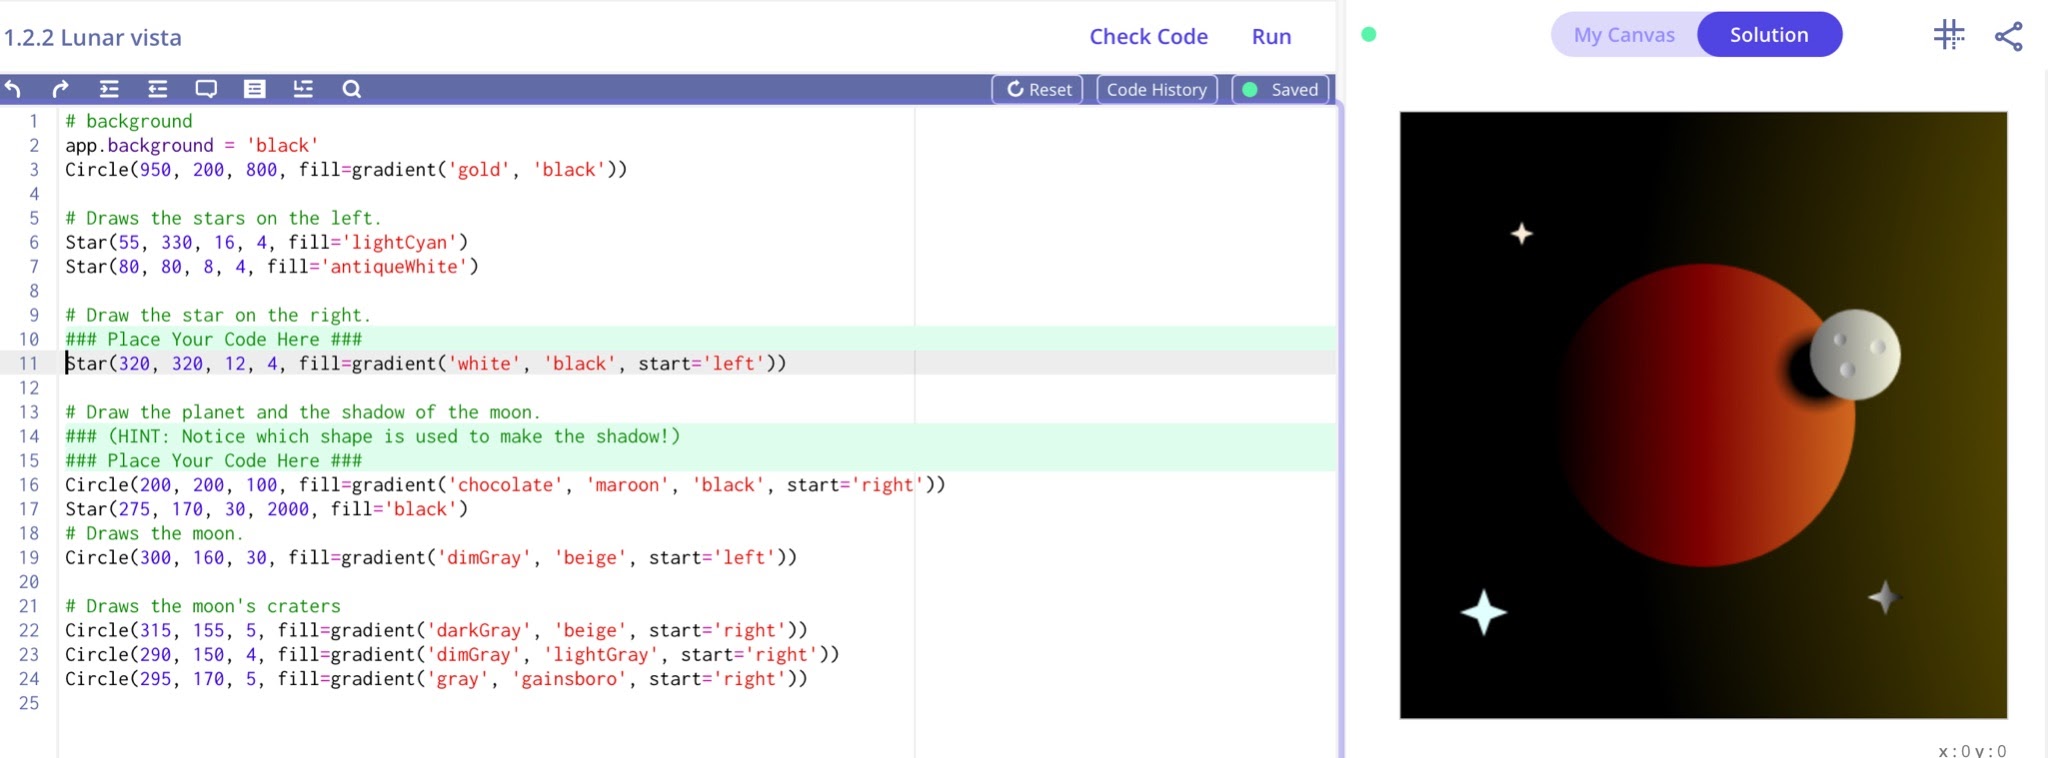 1.2.2 Lunar vista
Check Code
Run
My Canvas
Solution
Reset
Code History
Saved
1 # background
2 app.background = 'black'
3 Circle(950, 200, 800, fill=gradient('gold', 'black'))
4
5 # Draws the stars on the left.
6 Star(55, 330, 16, 4, fill='lightCyan')
7 Star(80, 80, 8, 4, fill='antiqueWhite')
8
9 # Draw the star on the right.
10 ### Place Your Code Here ###
11 Star(320, 320, 12, 4, fill=gradient('white', 'black', start='left'))
12
13 # Draw the planet and the shadow of the moon.
14 ### (HINT: Notice which shape is used to make the shadow!)
15 ### Place Your Code Here ###
16 Circle(200, 200, 100, fill=gradient('chocolate', 'maroon', 'black', start='right'))
17 Star(275, 170, 30, 2000, fill='black')
18 # Draws the moon.
19 Circle(300, 160, 30, fill=gradient('dimGray', 'beige', start='left'))
20
21 # Draws the moon's craters
22 Circle(315, 155, 5, fill=gradient('darkGray', 'beige', start='right'))
23 Circle(290, 150, 4, fill=gradient('dimGray', 'lightGray', start='right'))
24 Circle(295, 170, 5, fill=gradient('gray', 'gainsboro', start='right'))
25
x : 0 y : 0